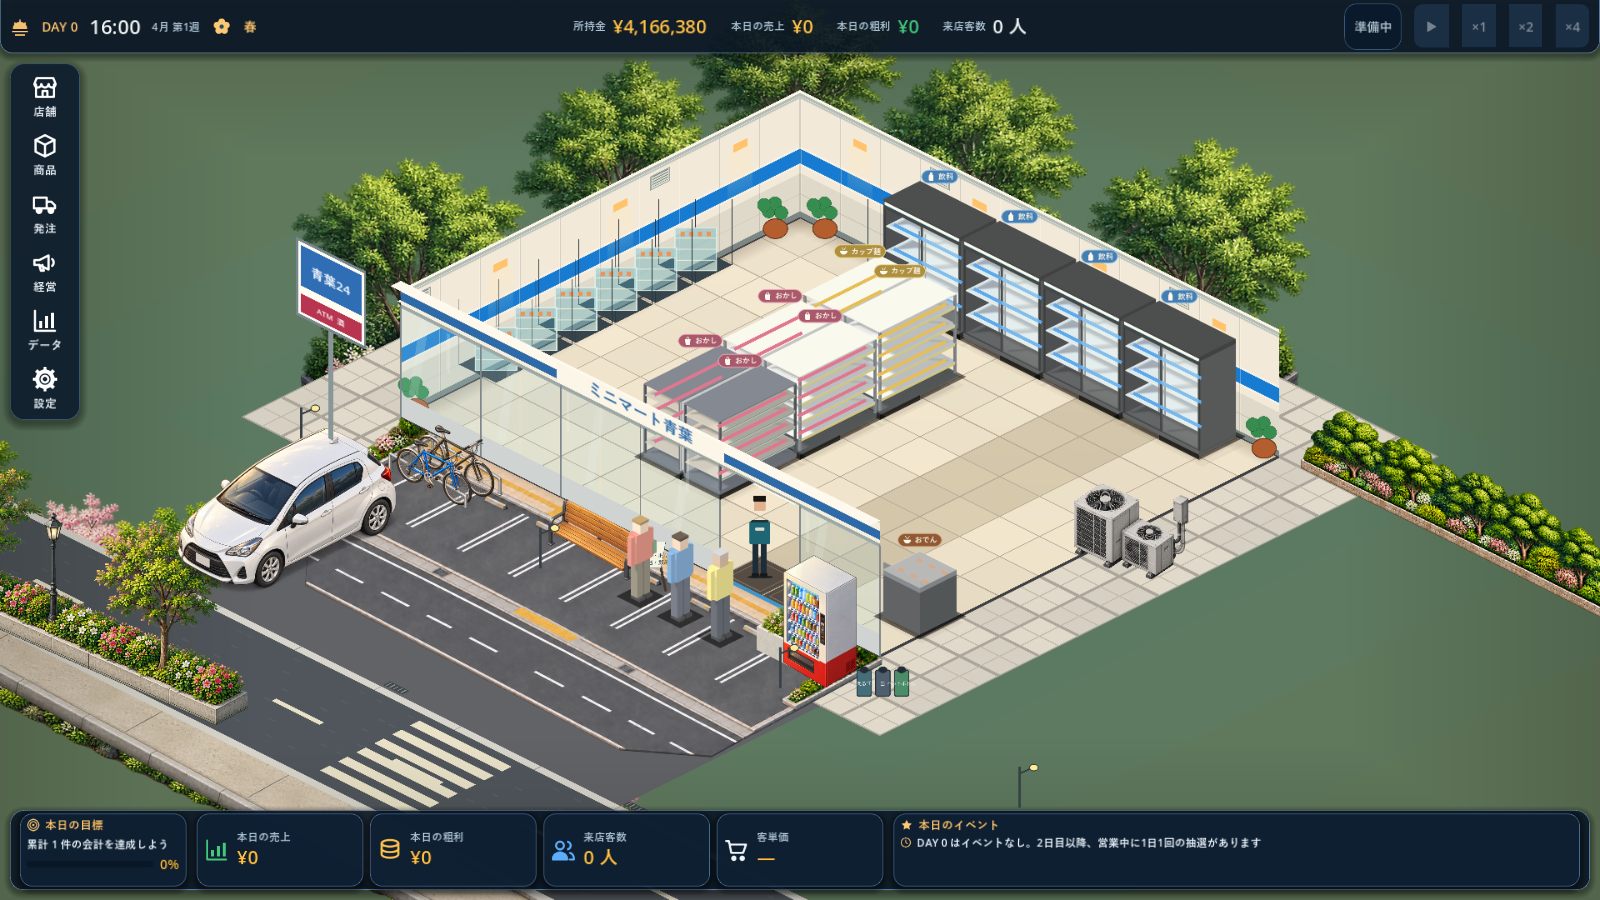 DAY 0 16:00 4月 第1週 春
所持金 ¥4,166,380 本日の売上 ¥0 本日の粗利 ¥0 来店客数 0 人
準備中 ×1 ×2 ×4
店舗
商品
発注
経営
データ
設定
青葉24
ATM 酒
ミニマート青葉
飲料
飲料
飲料
飲料
カップ麺
カップ麺
おかし
おかし
おかし
おかし
おでん
本日の目標
累計 1 件の会計を達成しよう
0%
本日の売上
¥0
本日の粗利
¥0
来店客数
0 人
客単価
—
本日のイベント
DAY 0 はイベントなし。2日目以降、営業中に1日1回の抽選があります